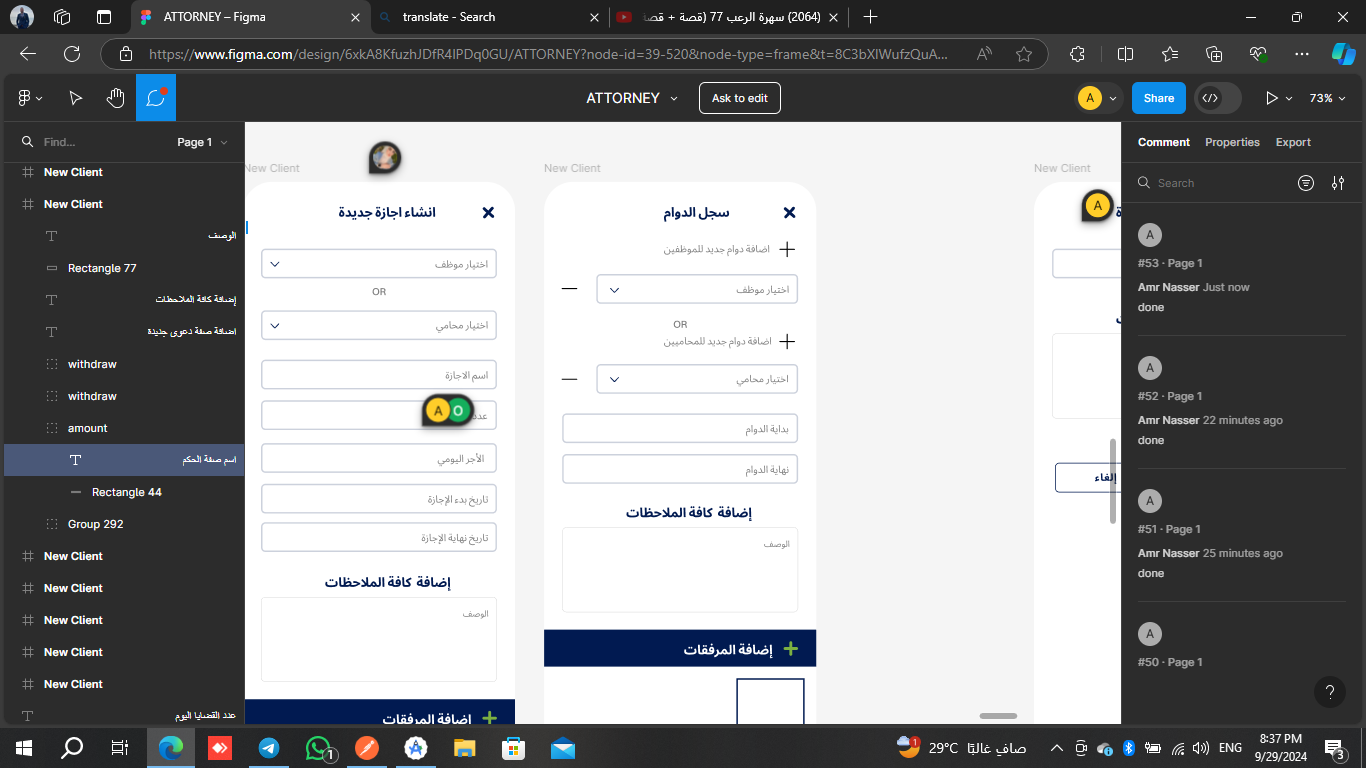 ATTORNEY – Figma
translate - Search
(2064) سهرة الرعب 77 (قصة + قصا
https://www.figma.com/design/6xkA8KfuzhJDfR4lPDq0GU/ATTORNEY?node-id=39-520&node-type=frame&t=8C3bXlWufzQuA...
ATTORNEY
Ask to edit
A
Share
73%
Find...
Page 1
New Client
New Client
الوصف
Rectangle 77
إضافة كافة الملاحظات
اضافة صفة دعوى جديدة
withdraw
withdraw
amount
اسم صفة الحكم
Rectangle 44
Group 292
New Client
New Client
New Client
New Client
New Client
عدد القضايا اليوم
New Client
انشاء اجازة جديدة
اختيار موظف
OR
اختيار محامي
اسم الاجازة
A
O
عدد
الأجر اليومي
تاريخ بدء الإجازة
تاريخ نهاية الإجازة
إضافة كافة الملاحظات
الوصف
إضافة المرفقات
New Client
سجل الدوام
اضافة دوام جديد للموظفين
اختيار موظف
OR
اضافة دوام جديد للمحاميين
اختيار محامي
بداية الدوام
نهاية الدوام
إضافة كافة الملاحظات
الوصف
إضافة المرفقات
New Client
A
إلغاء
Comment
Properties
Export
Search
A
#53 · Page 1
Amr Nasser Just now
done
A
#52 · Page 1
Amr Nasser 22 minutes ago
done
A
#51 · Page 1
Amr Nasser 25 minutes ago
done
A
#50 · Page 1
?
1
1
29°C صافٍ غالبًا
ENG
8:37 PM
9/29/2024
3